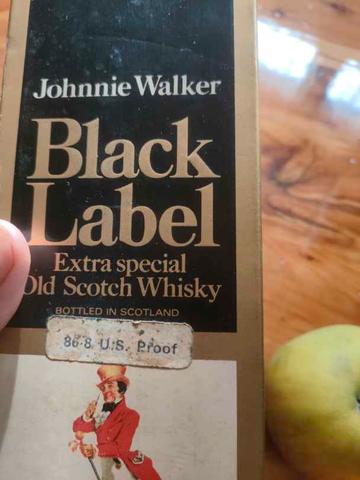 Johnnie Walker
Black
Label
Extra special
Old Scotch Whisky
BOTTLED IN SCOTLAND
86·8 U.S. Proof